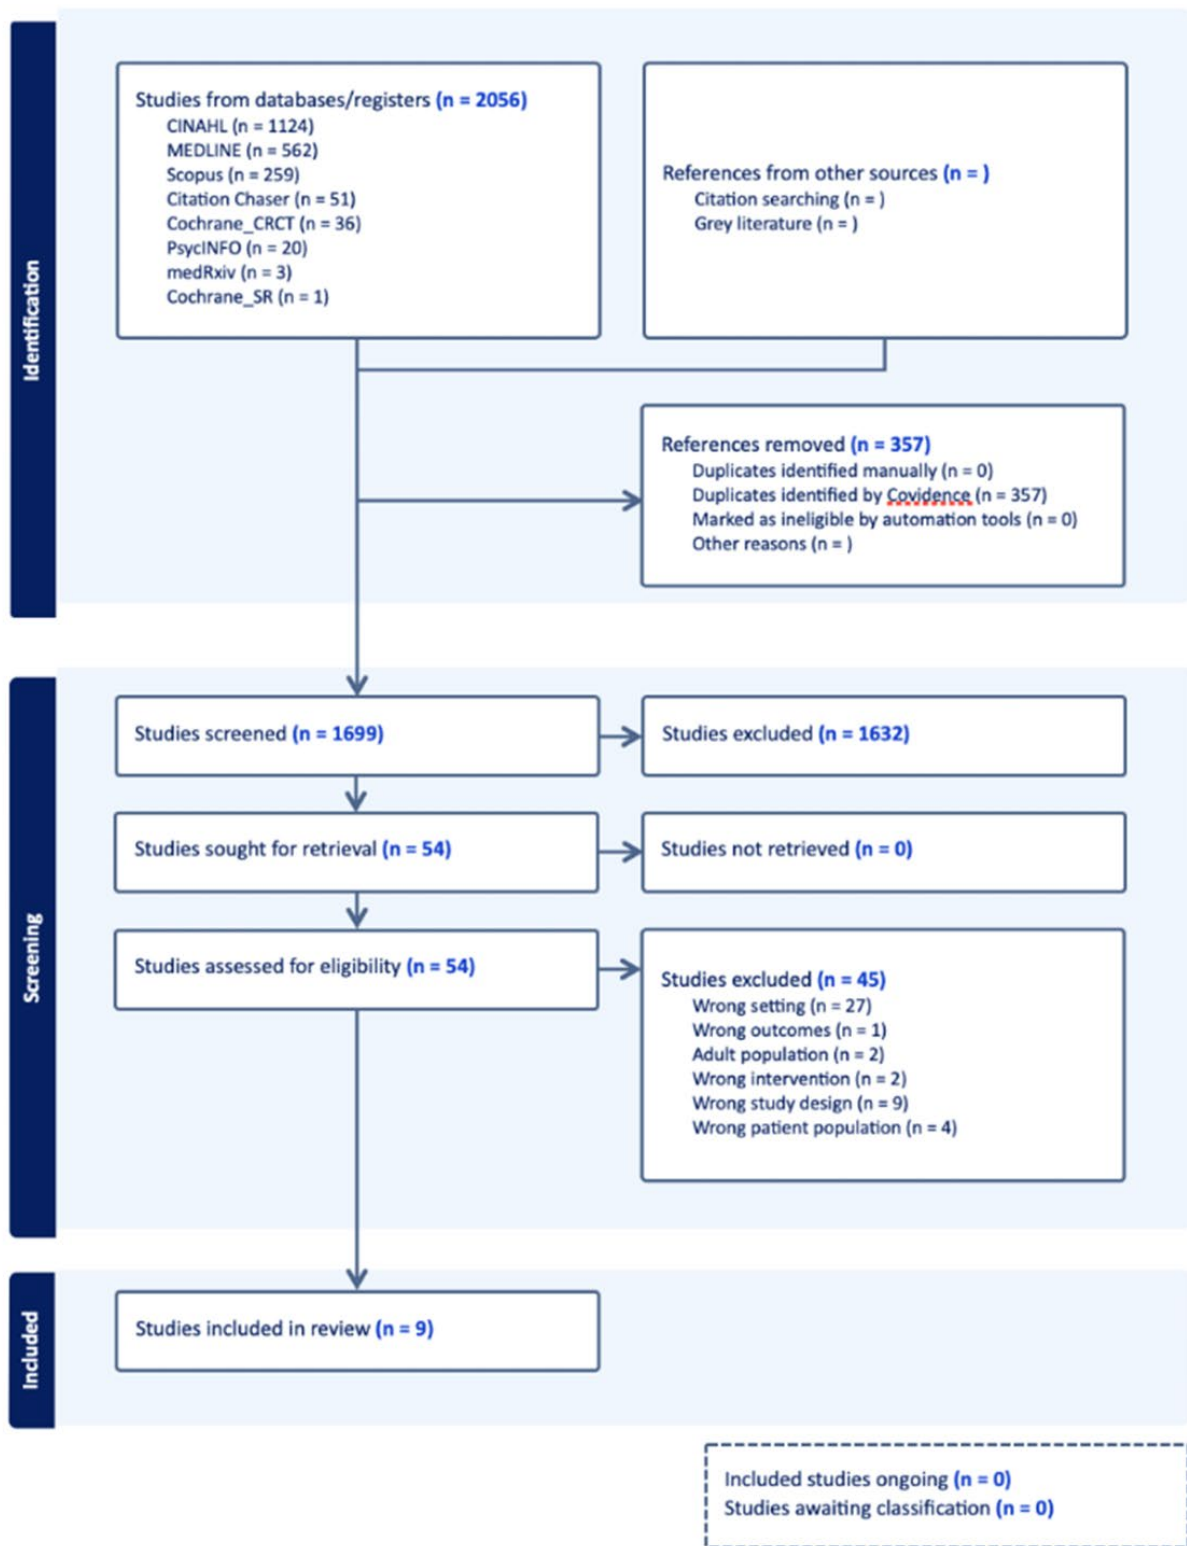 Identification
Studies from databases/registers (n = 2056)
CINAHL (n = 1124)
MEDLINE (n = 562)
Scopus (n = 259)
Citation Chaser (n = 51)
Cochrane_CRCT (n = 36)
PsycINFO (n = 20)
medRxiv (n = 3)
Cochrane_SR (n = 1)
References from other sources (n = )
Citation searching (n = )
Grey literature (n = )
References removed (n = 357)
Duplicates identified manually (n = 0)
Duplicates identified by Covidence (n = 357)
Marked as ineligible by automation tools (n = 0)
Other reasons (n = )
Screening
Studies screened (n = 1699)
Studies excluded (n = 1632)
Studies sought for retrieval (n = 54)
Studies not retrieved (n = 0)
Studies assessed for eligibility (n = 54)
Studies excluded (n = 45)
Wrong setting (n = 27)
Wrong outcomes (n = 1)
Adult population (n = 2)
Wrong intervention (n = 2)
Wrong study design (n = 9)
Wrong patient population (n = 4)
Included
Studies included in review (n = 9)
Included studies ongoing (n = 0)
Studies awaiting classification (n = 0)